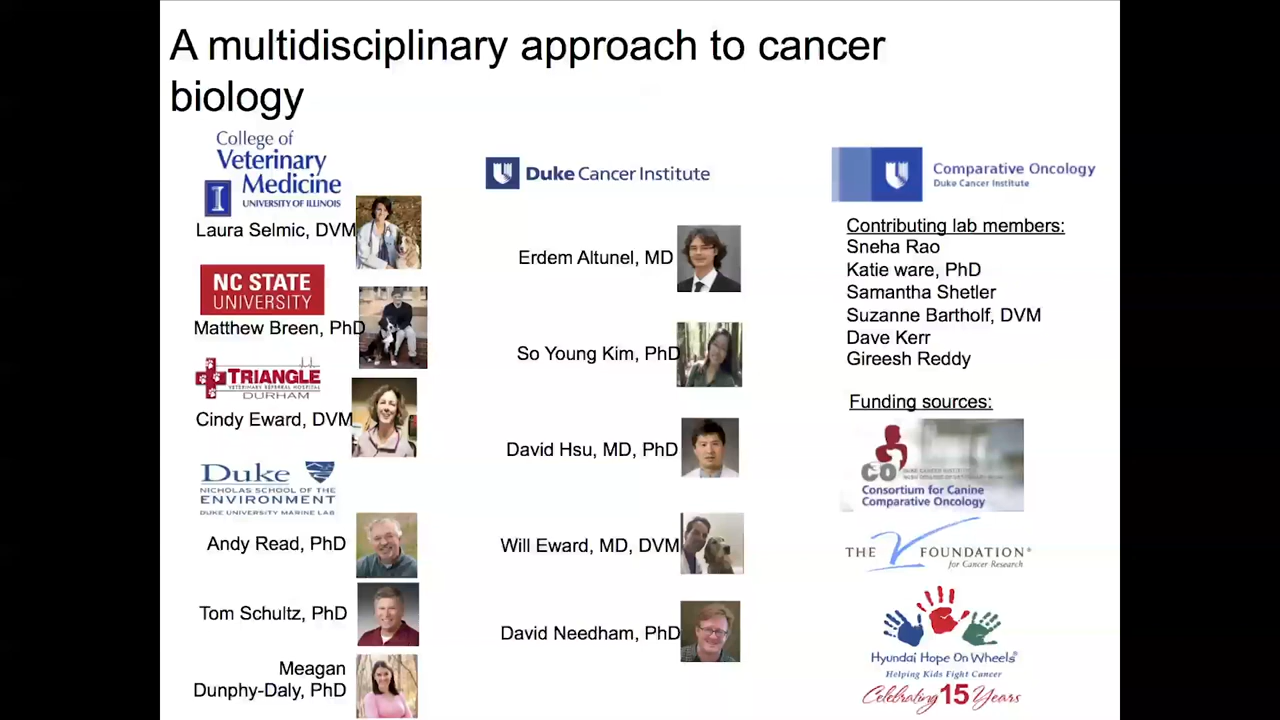 A multidisciplinary approach to cancer
biology
College of
Veterinary
Medicine
UNIVERSITY OF ILLINOIS
Laura Selmic, DVM
NC STATE
UNIVERSITY
Matthew Breen, PhD
TRIANGLE
VETERINARY REFERRAL HOSPITAL
DURHAM
Cindy Eward, DVM
Duke
NICHOLAS SCHOOL OF THE
ENVIRONMENT
DUKE UNIVERSITY MARINE LAB
Andy Read, PhD
Tom Schultz, PhD
Meagan
Dunphy-Daly, PhD
Duke Cancer Institute
Erdem Altunel, MD
So Young Kim, PhD
David Hsu, MD, PhD
Will Eward, MD, DVM
David Needham, PhD
Comparative Oncology
Duke Cancer Institute
Contributing lab members:
Sneha Rao
Katie ware, PhD
Samantha Shetler
Suzanne Bartholf, DVM
Dave Kerr
Gireesh Reddy
Funding sources:
Consortium for Canine
Comparative Oncology
THE V FOUNDATION®
for Cancer Research
Hyundai Hope On Wheels®
Helping Kids Fight Cancer
Celebrating 15 Years